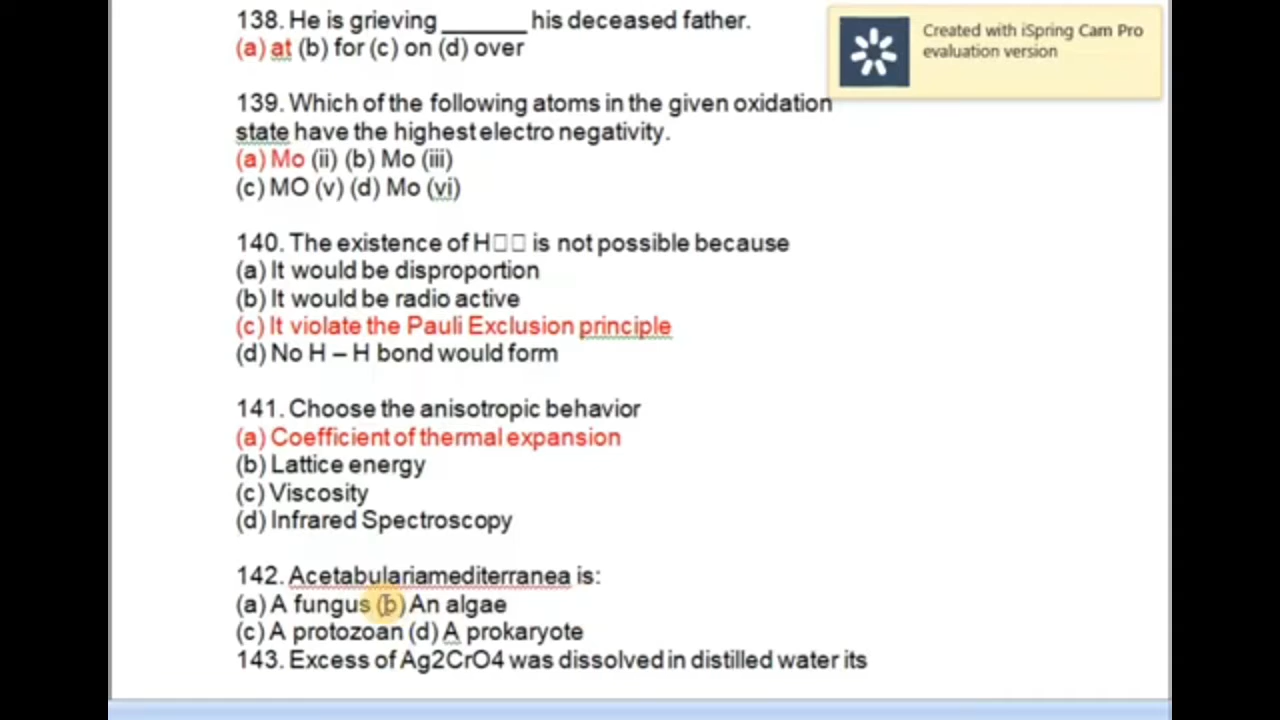 138. He is grieving _______ his deceased father.
(a) at (b) for (c) on (d) over
Created with iSpring Cam Pro
evaluation version
139. Which of the following atoms in the given oxidation
state have the highest electro negativity.
(a) Mo (ii) (b) Mo (iii)
(c) MO (v) (d) Mo (vi)
140. The existence of H□□ is not possible because
(a) It would be disproportion
(b) It would be radio active
(c) It violate the Pauli Exclusion principle
(d) No H – H bond would form
141. Choose the anisotropic behavior
(a) Coefficient of thermal expansion
(b) Lattice energy
(c) Viscosity
(d) Infrared Spectroscopy
142. Acetabulariamediterranea is:
(a) A fungus (b) An algae
(c) A protozoan (d) A prokaryote
143. Excess of Ag2CrO4 was dissolved in distilled water its